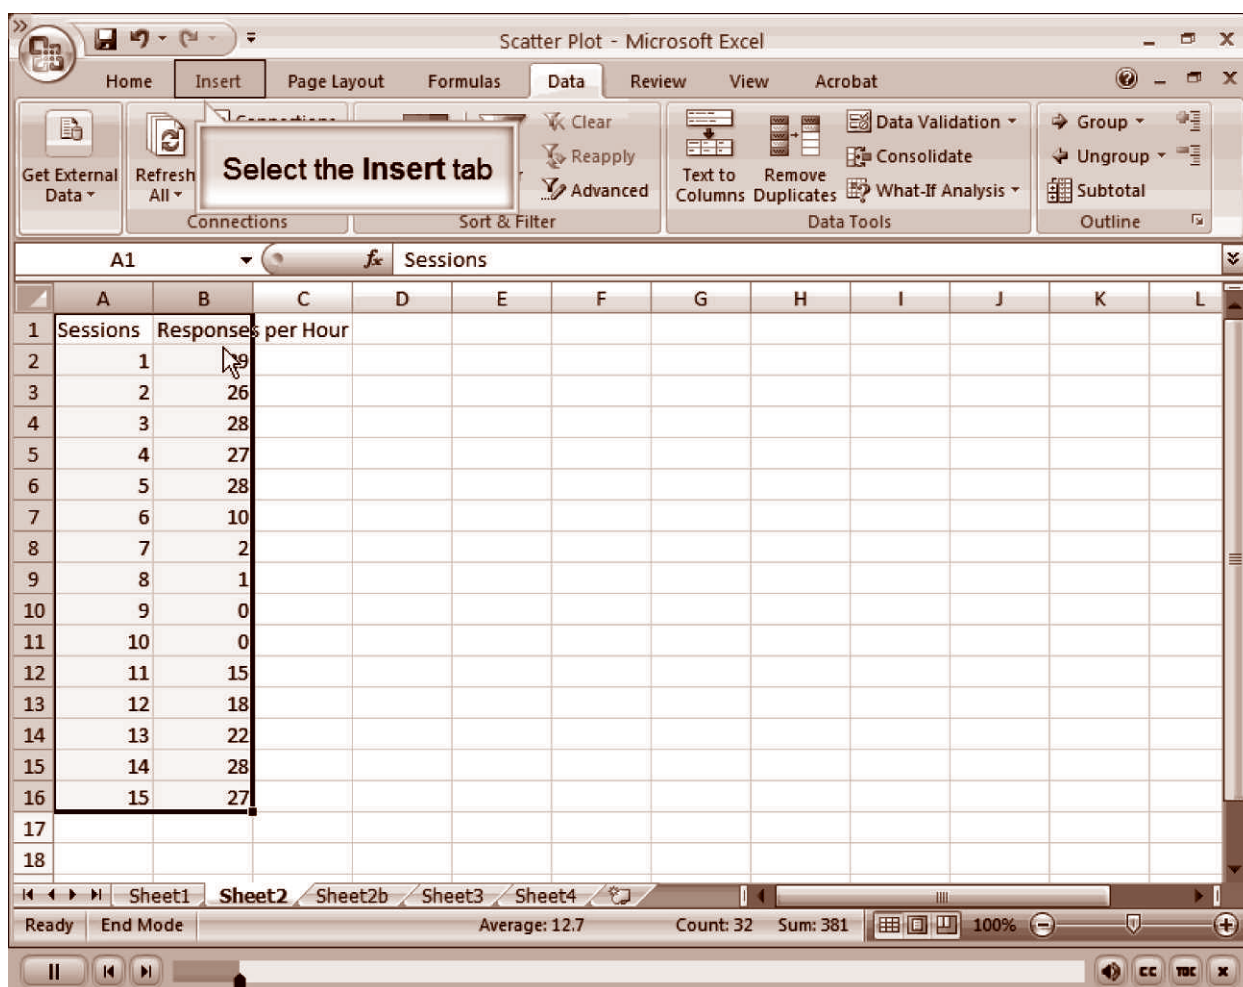 Scatter Plot - Microsoft Excel
Home Insert Page Layout Formulas Data Review View Acrobat
Get External Data
Refresh All
Select the Insert tab
Connections
Clear
Reapply
Advanced
Sort & Filter
Text to Columns
Remove Duplicates
Data Validation
Consolidate
What-If Analysis
Data Tools
Group
Ungroup
Subtotal
Outline
A1 fx Sessions
A B C D E F G H I J K L
1 Sessions Responses per Hour
2 1
3 2 26
4 3 28
5 4 27
6 5 28
7 6 10
8 7 2
9 8 1
10 9 0
11 10 0
12 11 15
13 12 18
14 13 22
15 14 28
16 15 27
17
18
Sheet1 Sheet2 Sheet2b Sheet3 Sheet4
Ready End Mode Average: 12.7 Count: 32 Sum: 381 100%
CC TOC